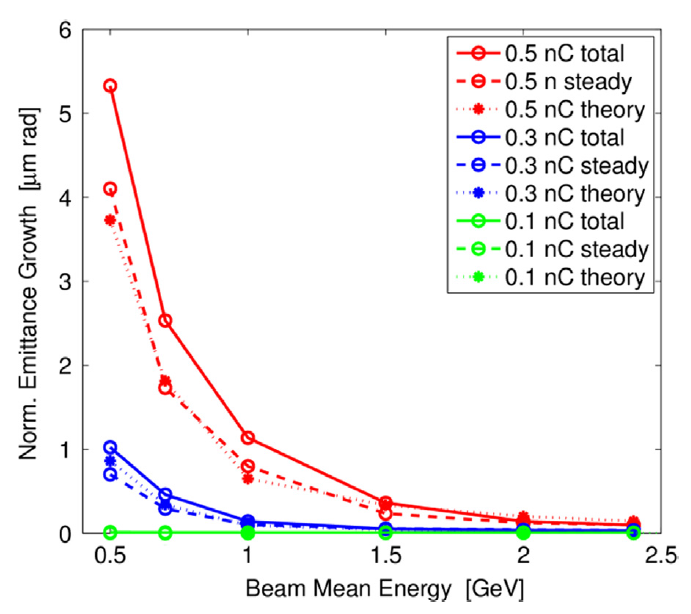 6
5
4
3
2
1
0
0.5
1
1.5
2
2.5
Norm. Emittance Growth [μm rad]
Beam Mean Energy [GeV]
0.5 nC total
0.5 n steady
0.5 nC theory
0.3 nC total
0.3 nC steady
0.3 nC theory
0.1 nC total
0.1 nC steady
0.1 nC theory